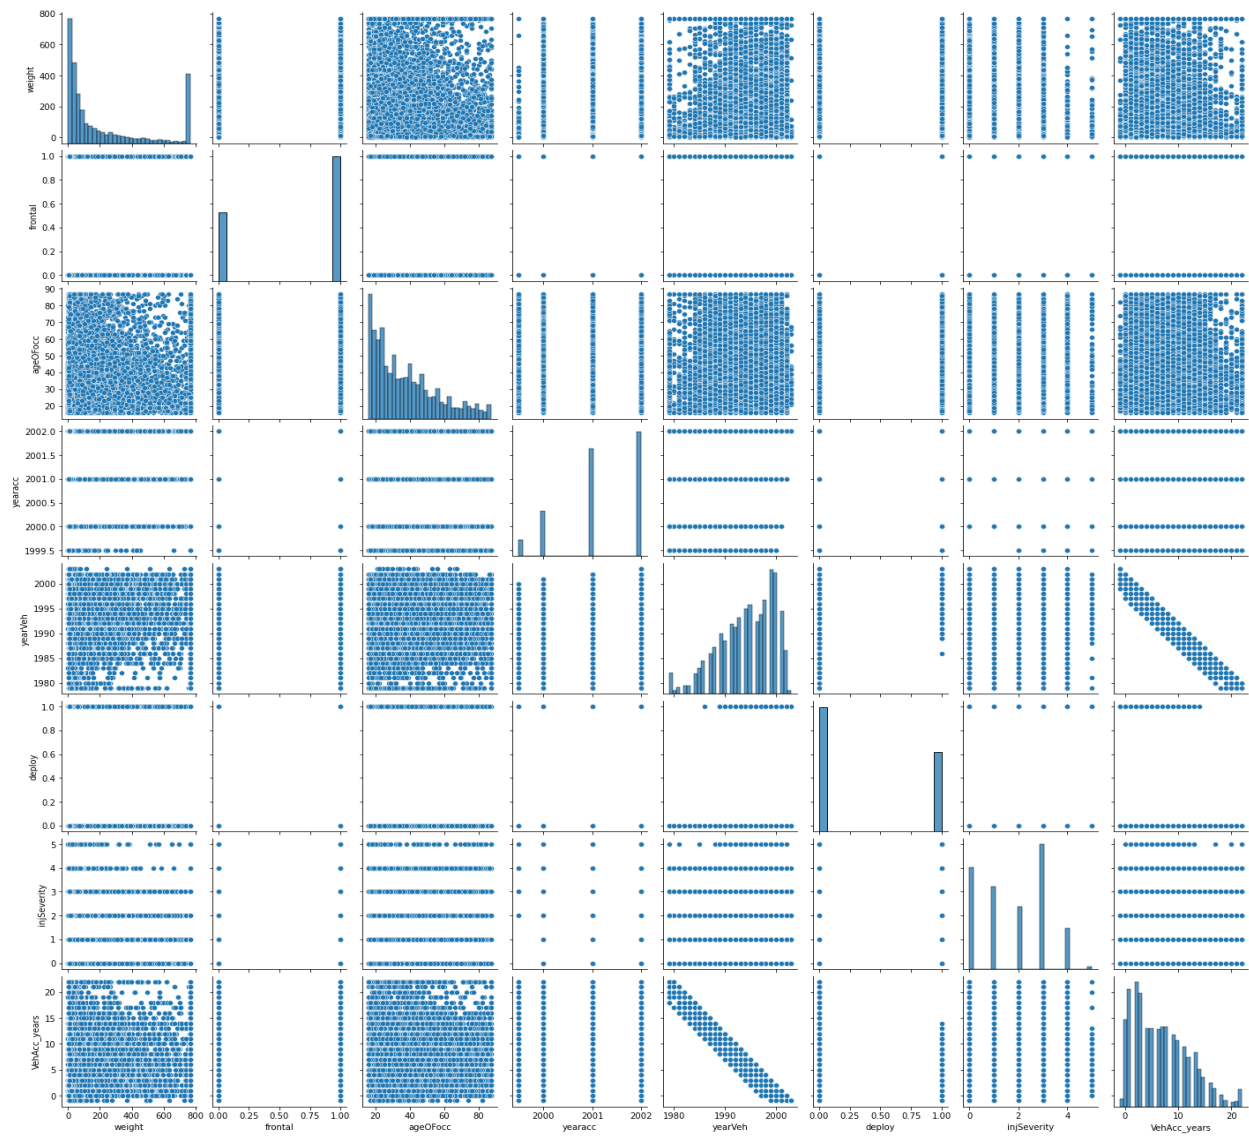 800
600
400
200
0
weight
1.0
0.8
0.6
0.4
0.2
0.0
frontal
90
80
70
60
50
40
30
20
ageOFocc
2002.0
2001.5
2001.0
2000.5
2000.0
1999.5
yearacc
2000
1995
1990
1985
1980
yearVeh
1.0
0.8
0.6
0.4
0.2
0.0
deploy
5
4
3
2
1
0
injSeverity
20
15
10
5
0
VehAcc_years
0 200 400 600 800
0.00 0.25 0.50 0.75 1.00
20 40 60 80
2000 2001 2002
1980 1990 2000
0.00 0.25 0.50 0.75 1.00
0 2 4
0 10 20
weight frontal ageOFocc yearacc yearVeh deploy injSeverity VehAcc_years